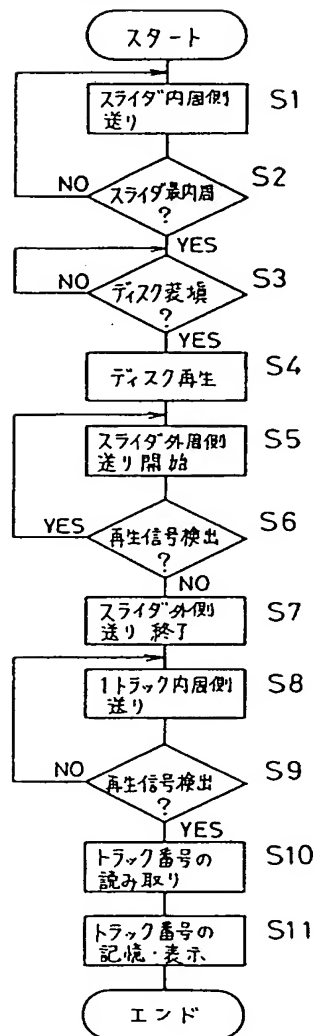 スタート
スライダ内周側
送り
S1
スライダ最内周
?
S2
NO
YES
ディスク装填
?
S3
NO
YES
ディスク再生
S4
スライダ外周側
送り開始
S5
再生信号検出
?
S6
YES
NO
スライダ外側
送り 終了
S7
1トラック内周側
送り
S8
再生信号検出
?
S9
NO
YES
トラック番号の
読み取り
S10
トラック番号の
記憶・表示
S11
エンド